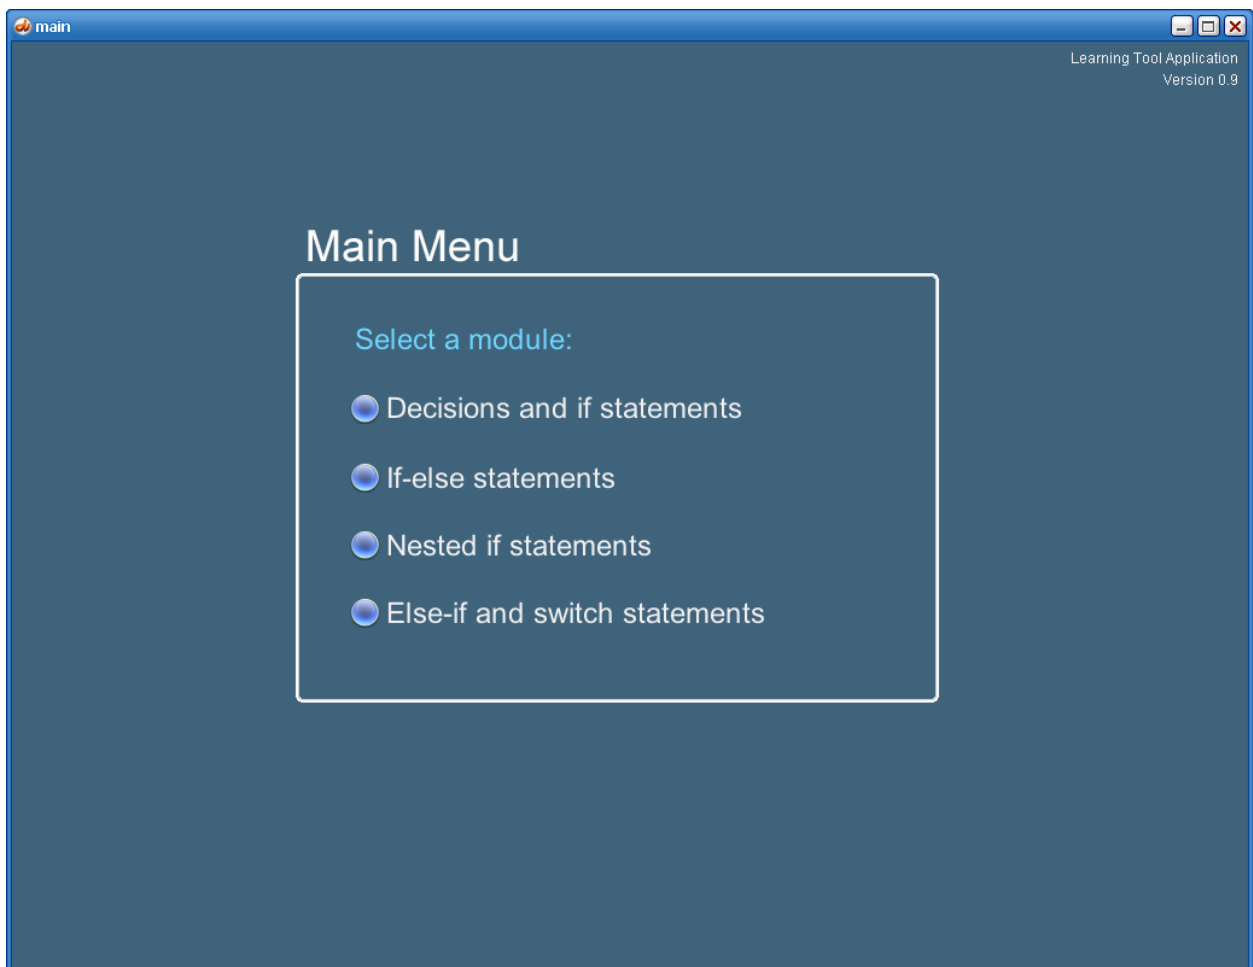 main
Learning Tool Application
Version 0.9
Main Menu
Select a module:
Decisions and if statements
If-else statements
Nested if statements
Else-if and switch statements